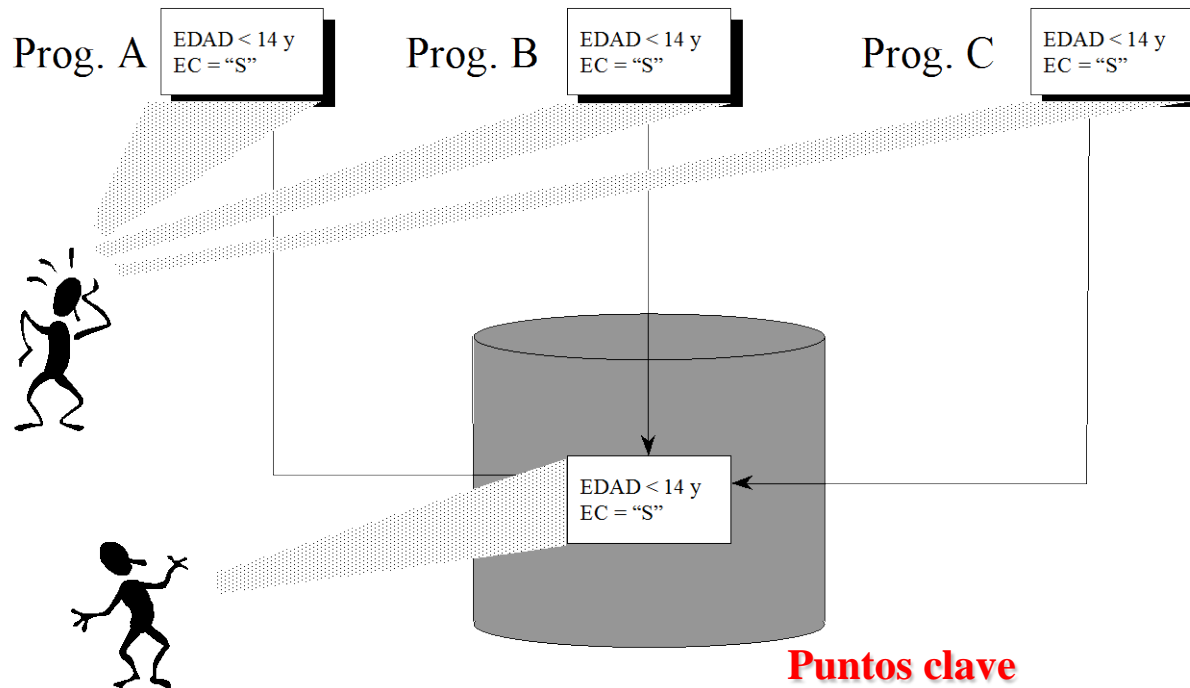 Prog. A
EDAD < 14 y
EC = “S”
Prog. B
EDAD < 14 y
EC = “S”
Prog. C
EDAD < 14 y
EC = “S”
EDAD < 14 y
EC = “S”
Puntos clave